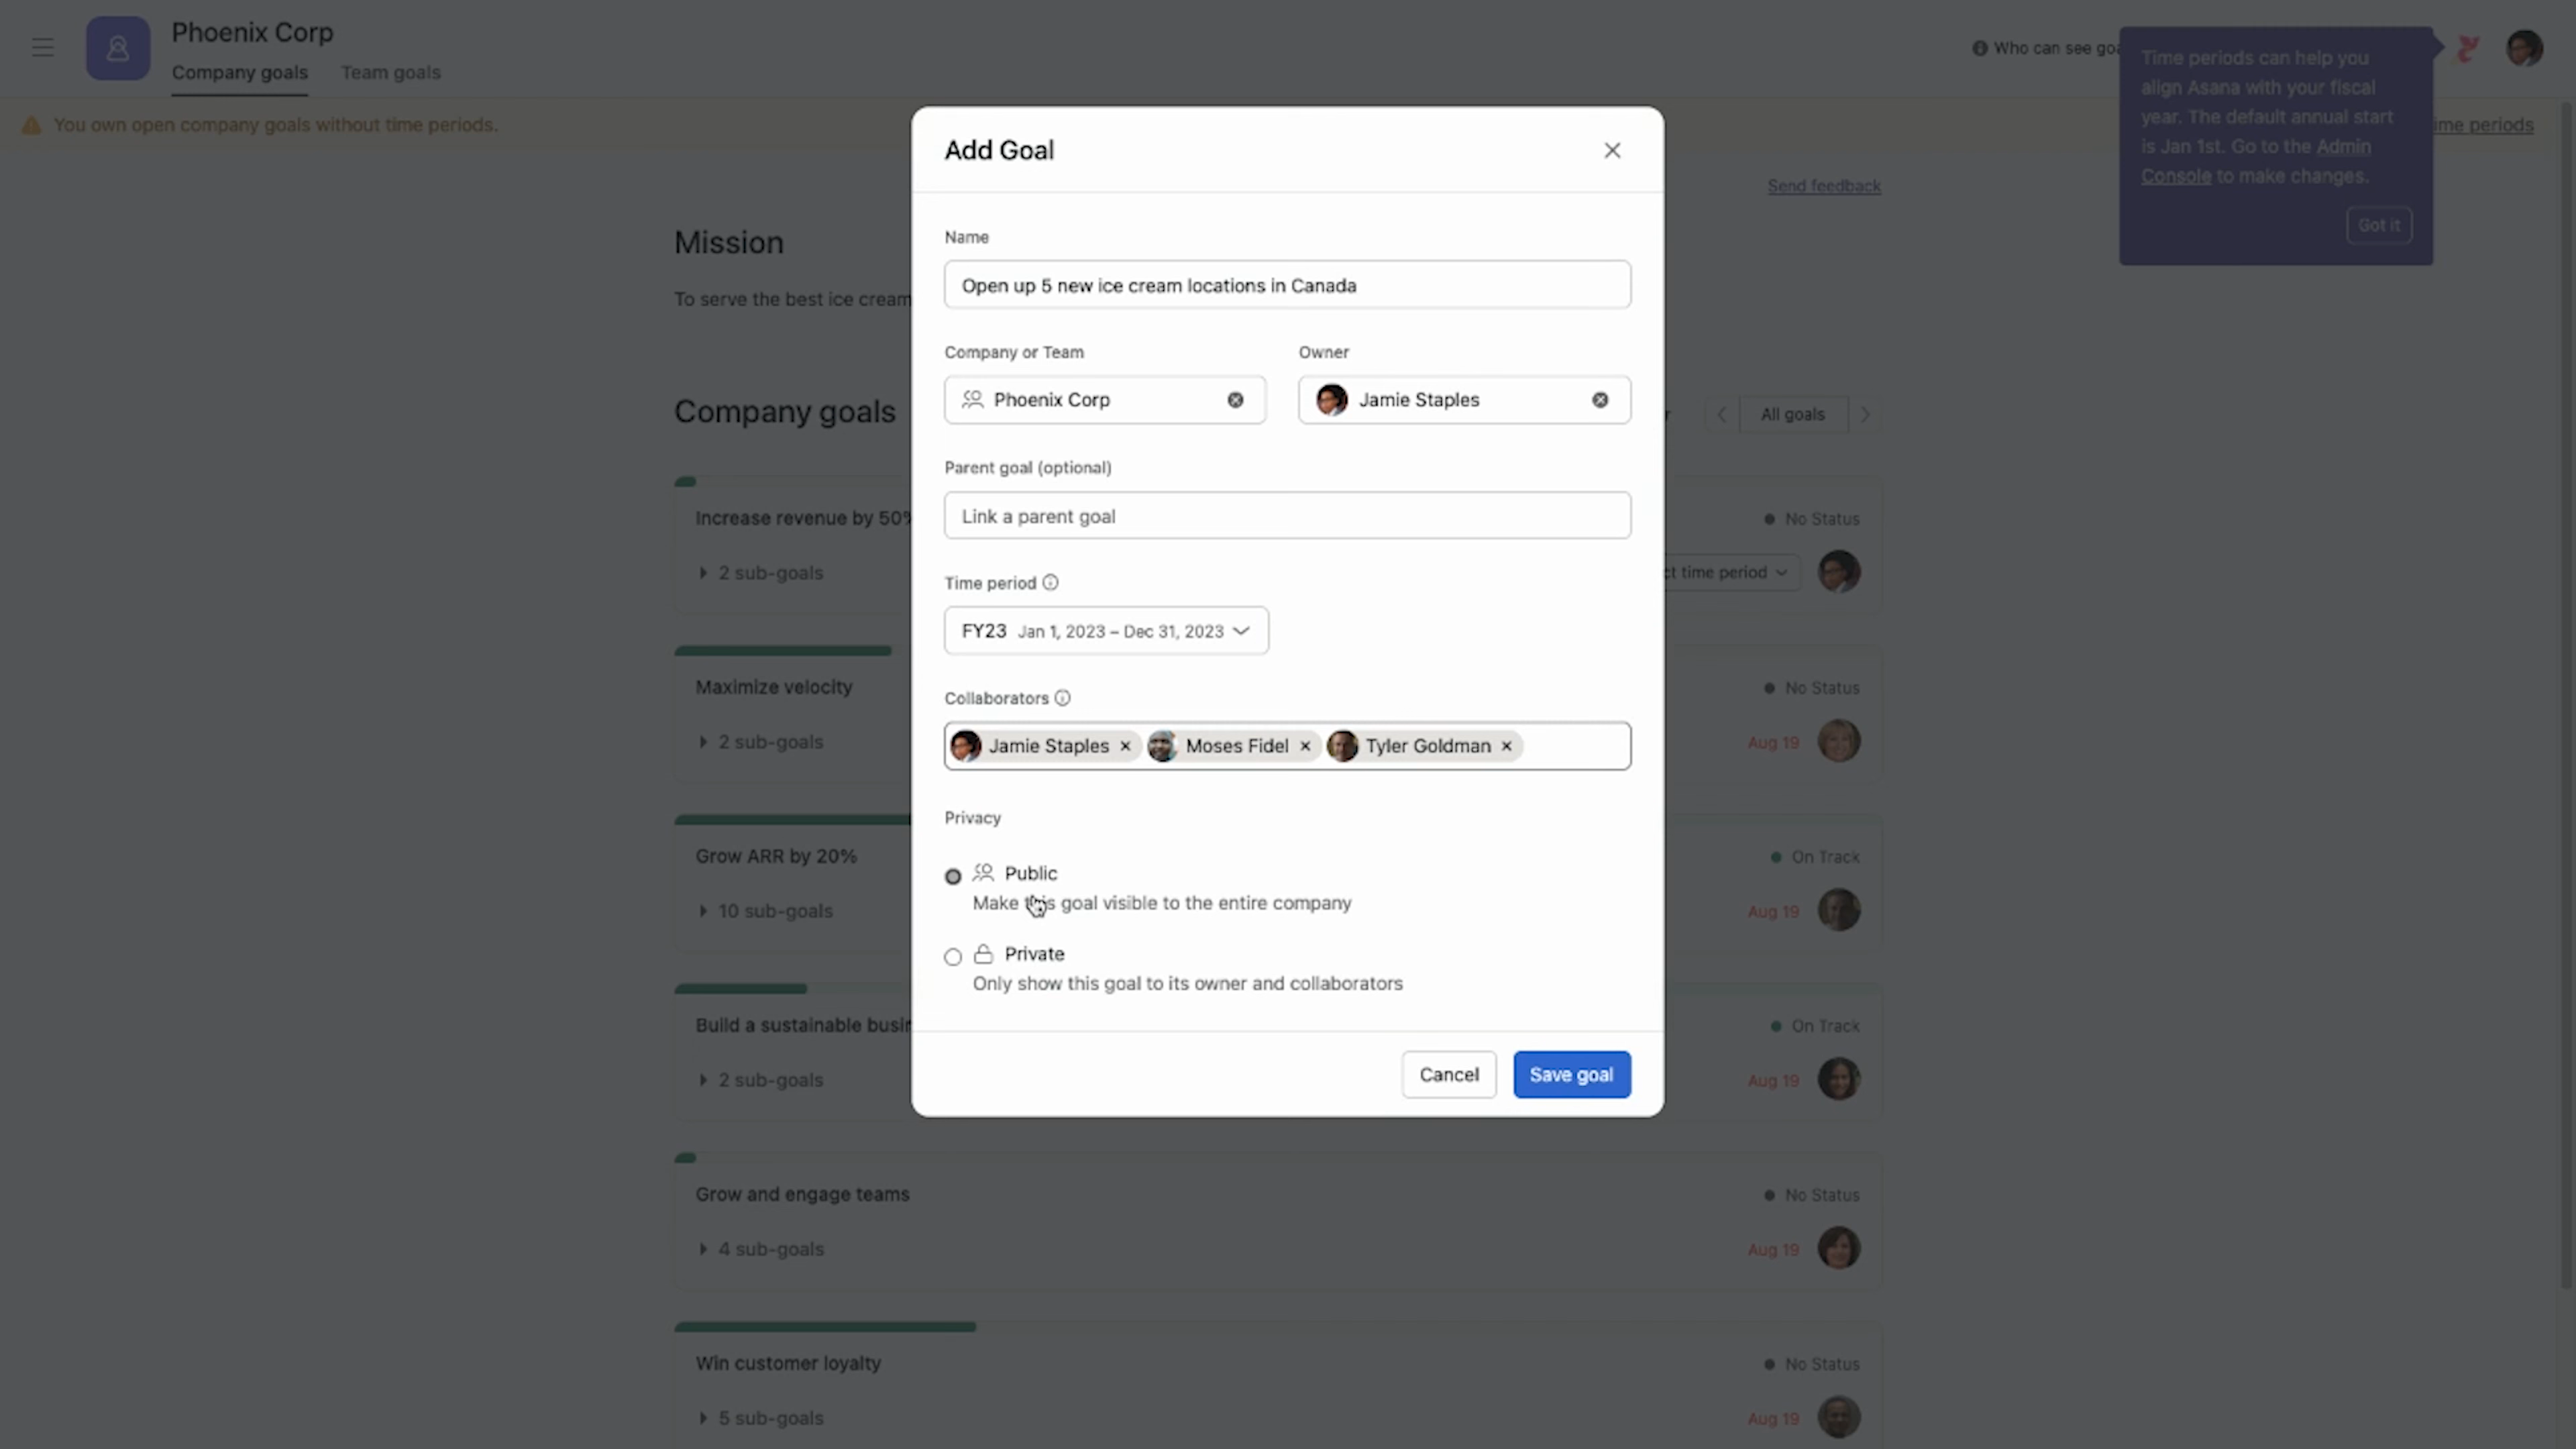 Phoenix Corp
Company goals
Team goals
Who can see goa
You own open company goals without time periods.
ime periods
Time periods can help you
align Asana with your fiscal
year. The default annual start
is Jan 1st. Go to the Admin
Console to make changes.
Got it
Send feedback
Mission
To serve the best ice cream
Company goals
All goals
Increase revenue by 50%
No Status
2 sub-goals
ct time period
Maximize velocity
No Status
2 sub-goals
Aug 19
Grow ARR by 20%
On Track
10 sub-goals
Aug 19
Build a sustainable busin
On Track
2 sub-goals
Aug 19
Grow and engage teams
No Status
4 sub-goals
Aug 19
Win customer loyalty
No Status
5 sub-goals
Aug 19
Add Goal
Name
Open up 5 new ice cream locations in Canada
Company or Team
Owner
Phoenix Corp
Jamie Staples
Parent goal (optional)
Link a parent goal
Time period
FY23 Jan 1, 2023 – Dec 31, 2023
Collaborators
Jamie Staples × Moses Fidel × Tyler Goldman ×
Privacy
Public
Make this goal visible to the entire company
Private
Only show this goal to its owner and collaborators
Cancel
Save goal